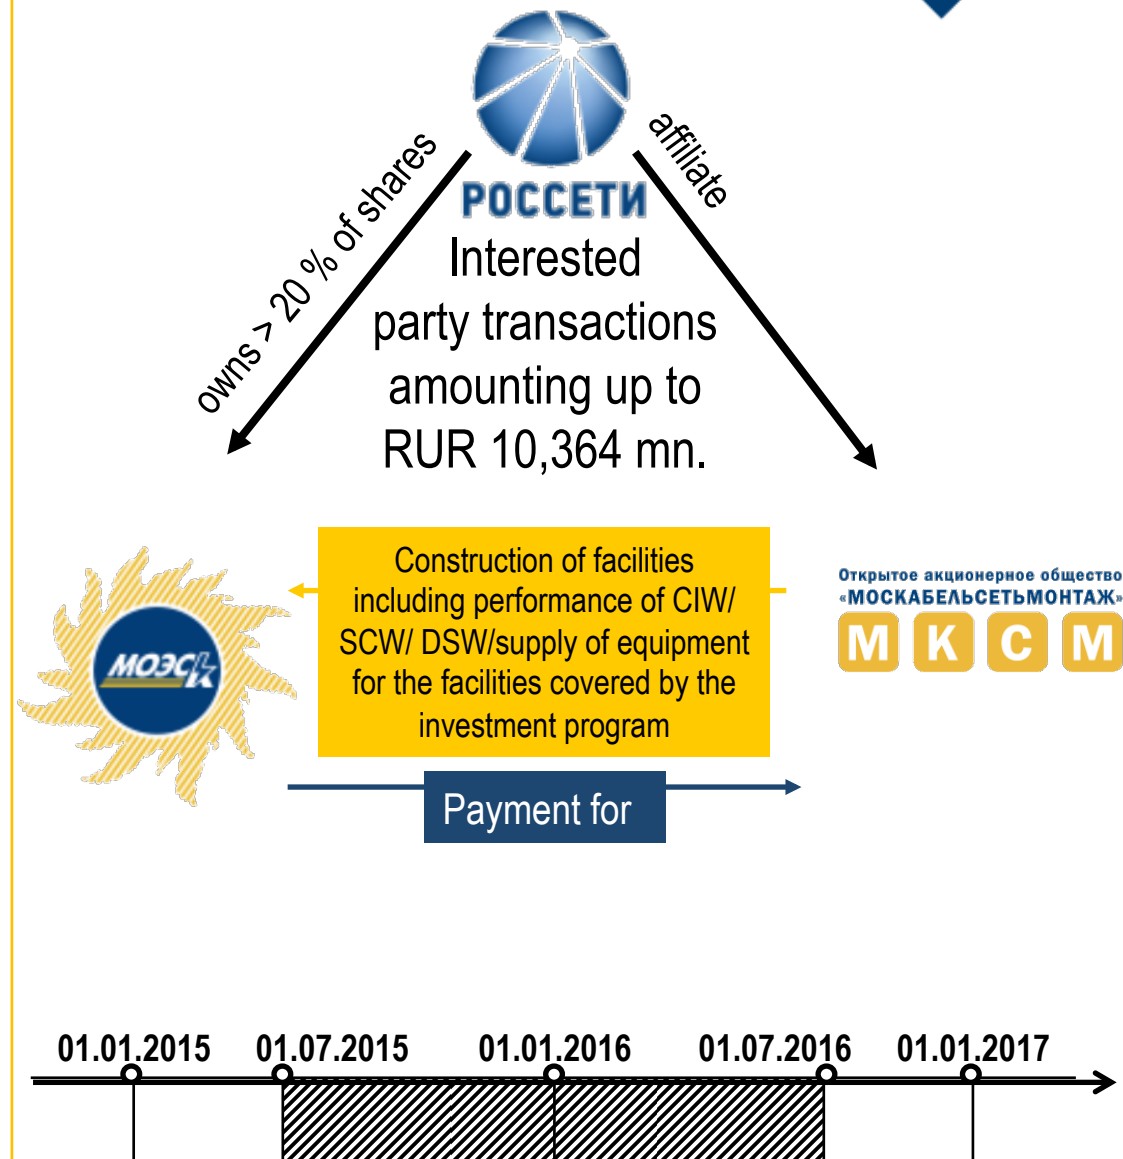 owns > 20 % of shares
affiliate
РОССЕТИ
Interested
party transactions
amounting up to
RUR 10,364 mn.
Construction of facilities
including performance of CIW/
SCW/ DSW/supply of equipment
for the facilities covered by the
investment program
МОЭСК
Открытое акционерное общество
«МОСКАБЕЛЬСЕТЬМОНТАЖ»
М К С М
Payment for
01.01.2015 01.07.2015 01.01.2016 01.07.2016 01.01.2017